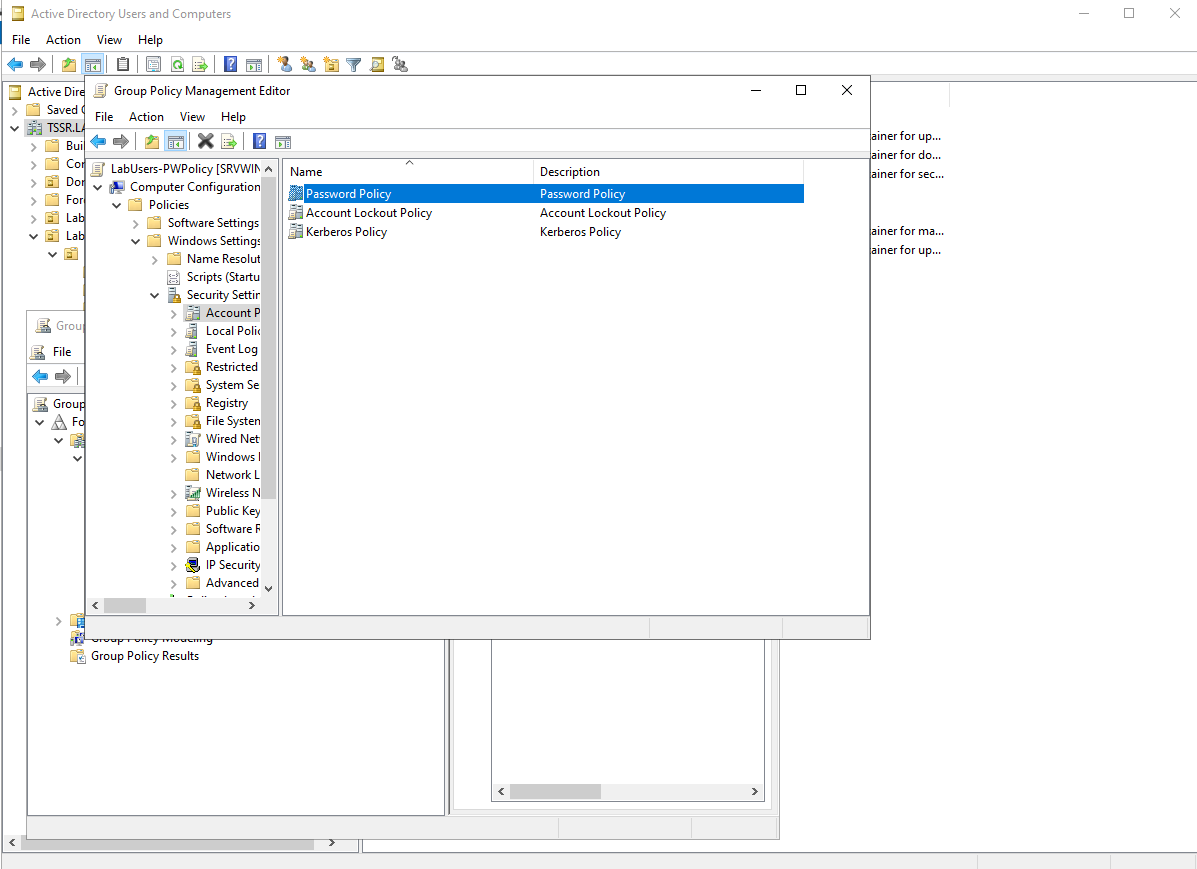 Active Directory Users and Computers
File Action View Help
Active Dire
Saved C
TSSR.LA
Bui
Cor
Dor
For
Lab
Lab
ainer for up...
ainer for do...
ainer for sec...
ainer for ma...
ainer for up...
Group Policy Management Editor
File Action View Help
LabUsers-PWPolicy [SRVWIN
Computer Configuration
Policies
Software Settings
Windows Settings
Name Resolut
Scripts (Startu
Security Settin
Account P
Local Polic
Event Log
Restricted
System Se
Registry
File System
Wired Net
Windows
Network L
Wireless N
Public Key
Software R
Applicatio
IP Security
Advanced
Name Description
Password Policy Password Policy
Account Lockout Policy Account Lockout Policy
Kerberos Policy Kerberos Policy
Grou
File
Group
Fo
Group Policy Modeling
Group Policy Results